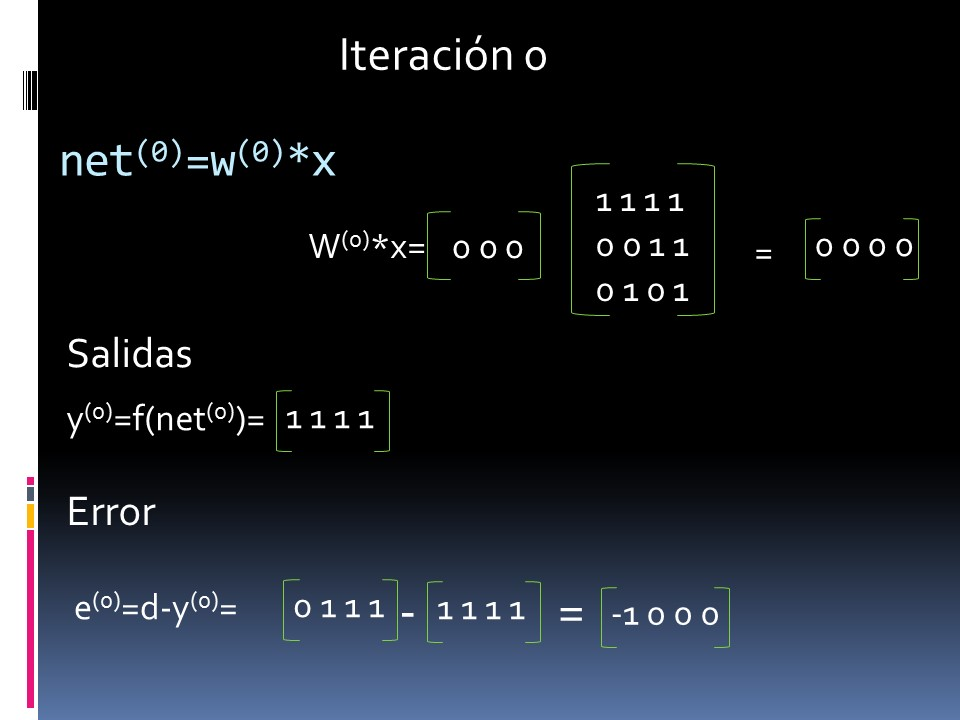 Iteración 0
net⁽⁰⁾=w⁽⁰⁾*x
1 1 1 1
W⁽⁰⁾*x= 0 0 0 0 0 1 1 = 0 0 0 0
0 1 0 1
Salidas
y⁽⁰⁾=f(net⁽⁰⁾)= 1 1 1 1
Error
e⁽⁰⁾=d-y⁽⁰⁾= 0 1 1 1 - 1 1 1 1 = -1 0 0 0